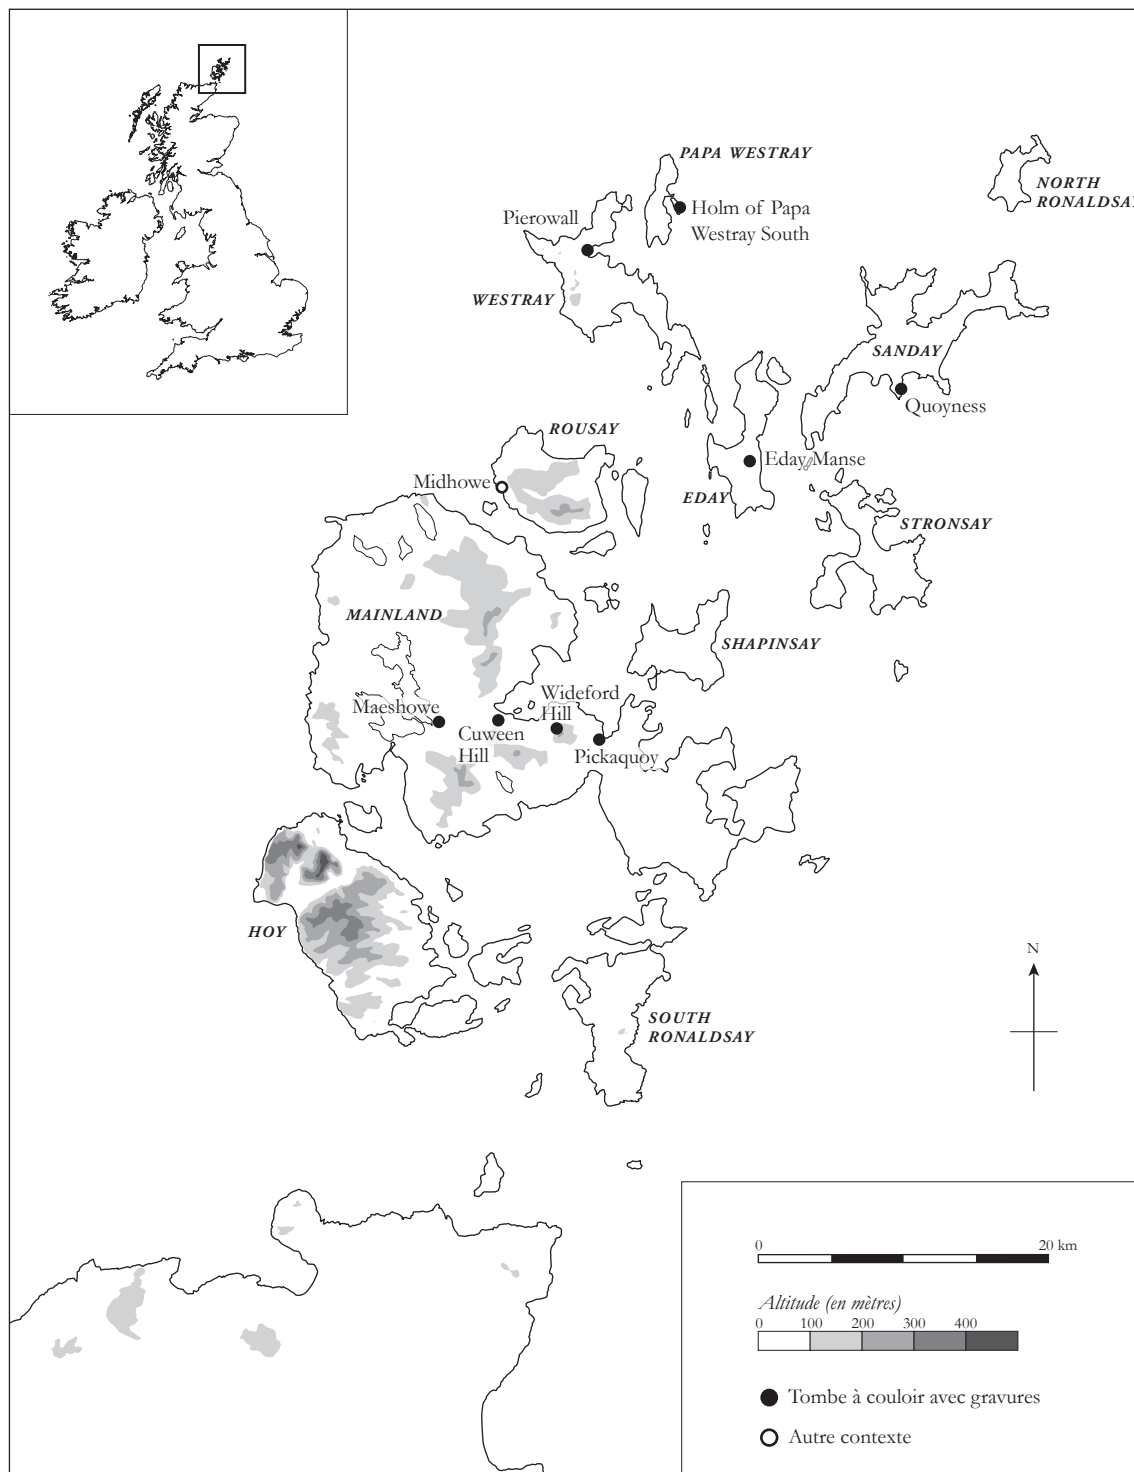 PAPA WESTRAY
NORTH
Pierowall
Holm of Papa
Westray South
WESTRAY
SANDAY
Quoyness
ROUSAY
Eday Manse
Midhowe
EDAY
STRONSAY
MAINLAND
SHAPINSAY
Wideford
Hill
Maeshowe
Cuween
Hill
Pickaquoy
HOY
N
SOUTH
RONALDSAY
0
20 km
Altitude (en mètres)
0 100 200 300 400
Tombe à couloir avec gravures
Autre contexte